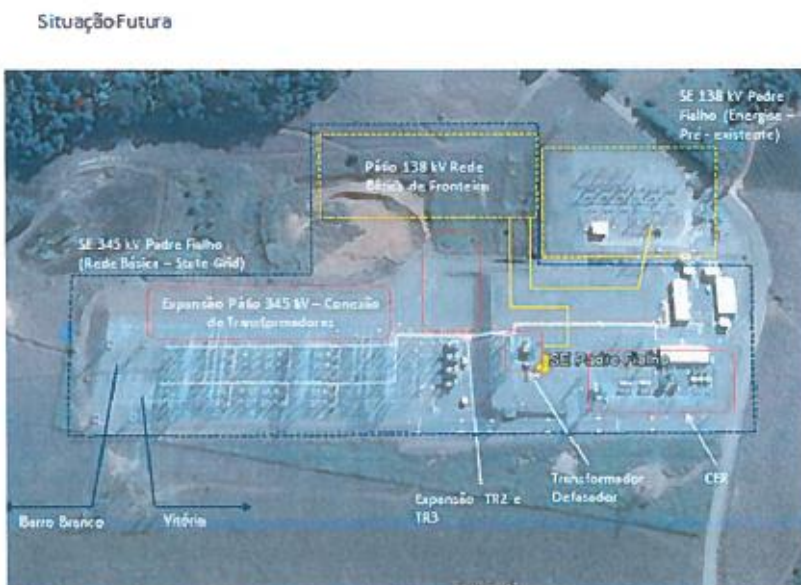 Situação Futura
SE 138 kV Padre
Fialho (Energisa –
Pré - existente)
Pátio 138 kV Rede
Básica de Fronteira
SE 345 kV Padre Fialho
(Rede Básica – State Grid)
Expansão Pátio 345 kV – Conexão
de Transformadores
SE Padre Fialho
Barro Branco
Vitória
Expansão TR2 e
TR3
Transformador
Defasador
CER